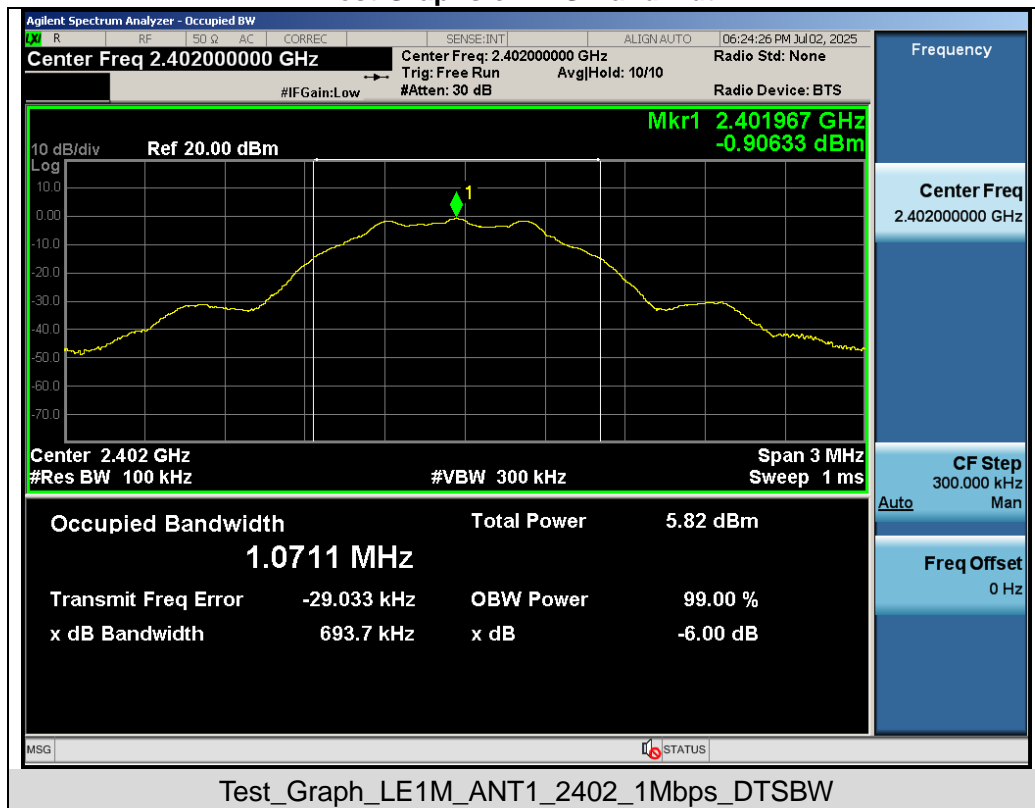 Agilent Spectrum Analyzer - Occupied BW
LXI R RF 50 Ω AC CORREC SENSE:INT ALIGN AUTO 06:24:26 PM Jul 02, 2025
Center Freq 2.402000000 GHz
Center Freq: 2.402000000 GHz Radio Std: None
Trig: Free Run Avg|Hold: 10/10
#IFGain:Low #Atten: 30 dB Radio Device: BTS
Mkr1 2.401967 GHz
-0.90633 dBm
10 dB/div Ref 20.00 dBm
Log
10.0
0.00
-10.0
-20.0
-30.0
-40.0
-50.0
-60.0
-70.0
1
Center 2.402 GHz Span 3 MHz
#Res BW 100 kHz #VBW 300 kHz Sweep 1 ms
Occupied Bandwidth Total Power 5.82 dBm
1.0711 MHz
Transmit Freq Error -29.033 kHz OBW Power 99.00 %
x dB Bandwidth 693.7 kHz x dB -6.00 dB
MSG STATUS
Frequency
Center Freq
2.402000000 GHz
CF Step
300.000 kHz
Auto Man
Freq Offset
0 Hz
Test_Graph_LE1M_ANT1_2402_1Mbps_DTSBW